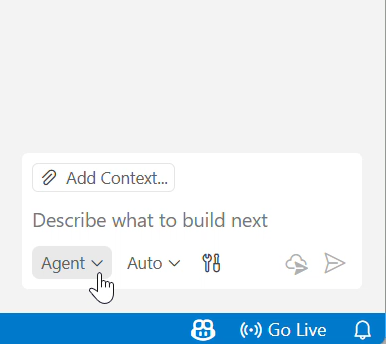 Add Context...
Describe what to build next
Agent Auto
Go Live